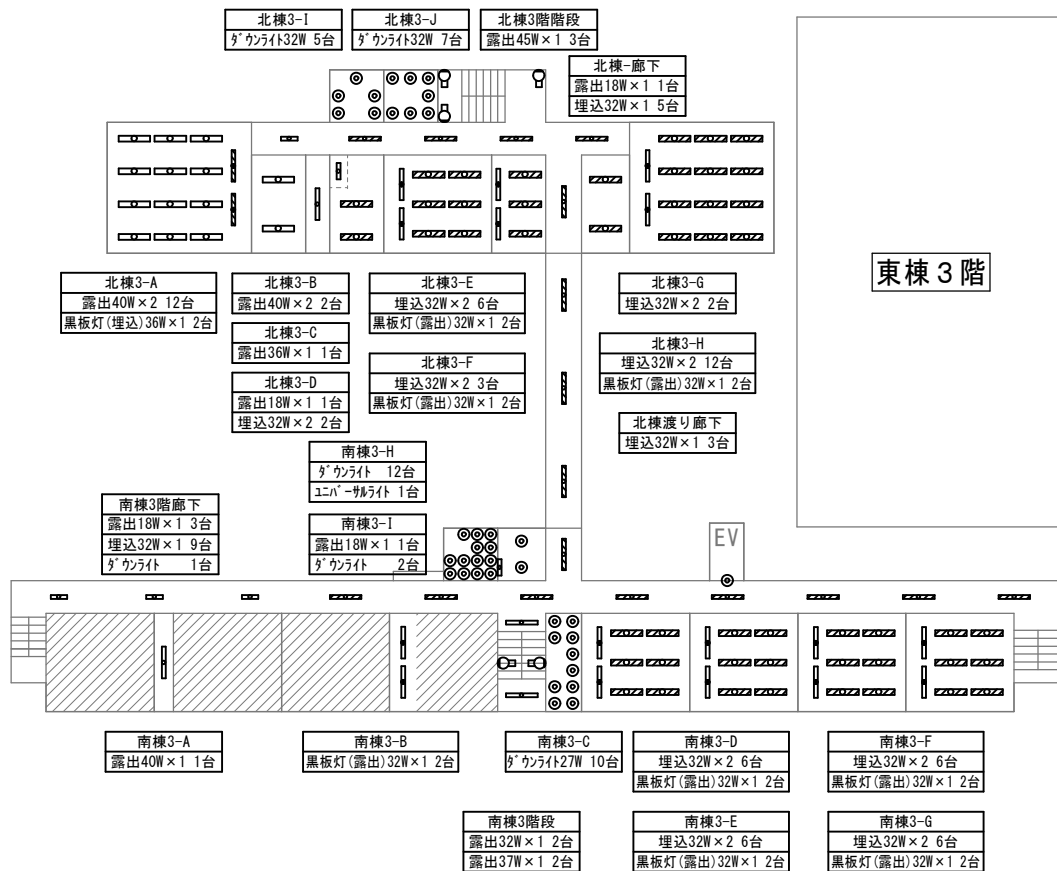 北棟3-I
ﾀﾞｳﾝﾗｲﾄ32W 5台
北棟3-J
ﾀﾞｳﾝﾗｲﾄ32W 7台
北棟3階階段
露出45W×1 3台
北棟-廊下
露出18W×1 1台
埋込32W×1 5台
東棟３階
北棟3-A
露出40W×2 12台
黒板灯(埋込)36W×1 2台
北棟3-B
露出40W×2 2台
北棟3-C
露出36W×1 1台
北棟3-D
露出18W×1 1台
埋込32W×2 2台
北棟3-E
埋込32W×2 6台
黒板灯(露出)32W×1 2台
北棟3-F
埋込32W×2 3台
黒板灯(露出)32W×1 2台
北棟3-G
埋込32W×2 2台
北棟3-H
埋込32W×2 12台
黒板灯(露出)32W×1 2台
北棟渡り廊下
埋込32W×1 3台
南棟3-H
ﾀﾞｳﾝﾗｲﾄ 12台
ﾕﾆﾊﾞｰｻﾙﾗｲﾄ 1台
南棟3階廊下
露出18W×1 3台
埋込32W×1 9台
ﾀﾞｳﾝﾗｲﾄ 1台
南棟3-I
露出18W×1 1台
ﾀﾞｳﾝﾗｲﾄ 2台
EV
南棟3-A
露出40W×1 1台
南棟3-B
黒板灯(露出)32W×1 2台
南棟3-C
ﾀﾞｳﾝﾗｲﾄ27W 10台
南棟3-D
埋込32W×2 6台
黒板灯(露出)32W×1 2台
南棟3-F
埋込32W×2 6台
黒板灯(露出)32W×1 2台
南棟3階段
露出32W×1 2台
露出37W×1 2台
南棟3-E
埋込32W×2 6台
黒板灯(露出)32W×1 2台
南棟3-G
埋込32W×2 6台
黒板灯(露出)32W×1 2台